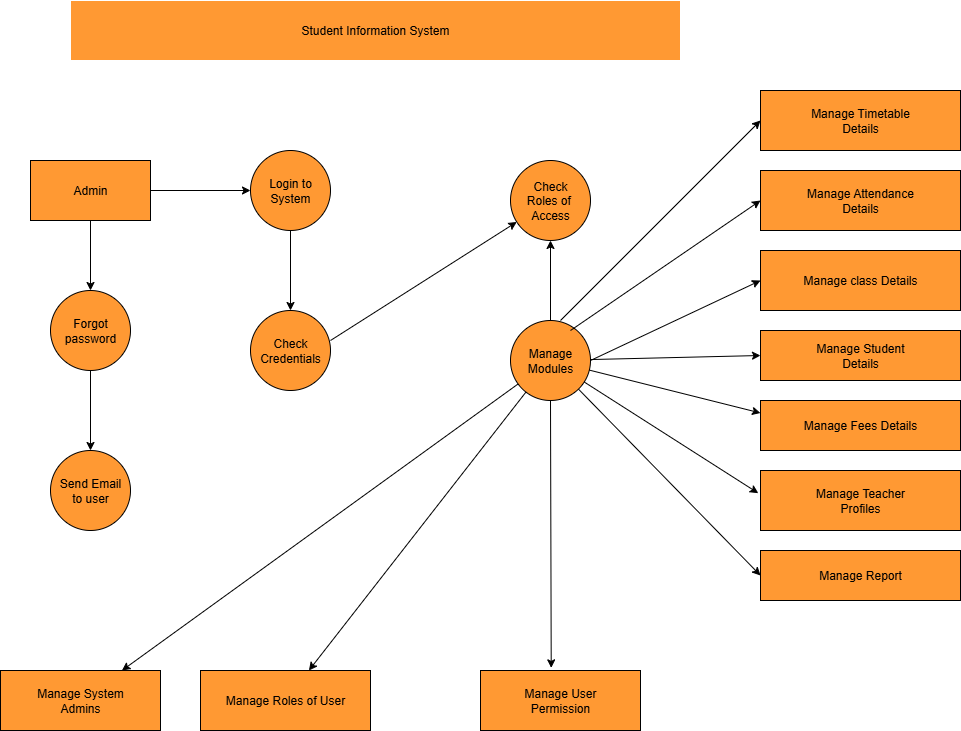 Student Information System
Manage Timetable
Details
Admin
Login to
System
Check
Roles of
Access
Manage Attendance
Details
Manage class Details
Forgot
password
Check
Credentials
Manage
Modules
Manage Student
Details
Manage Fees Details
Send Email
to user
Manage Teacher
Profiles
Manage Report
Manage System
Admins
Manage Roles of User
Manage User
Permission